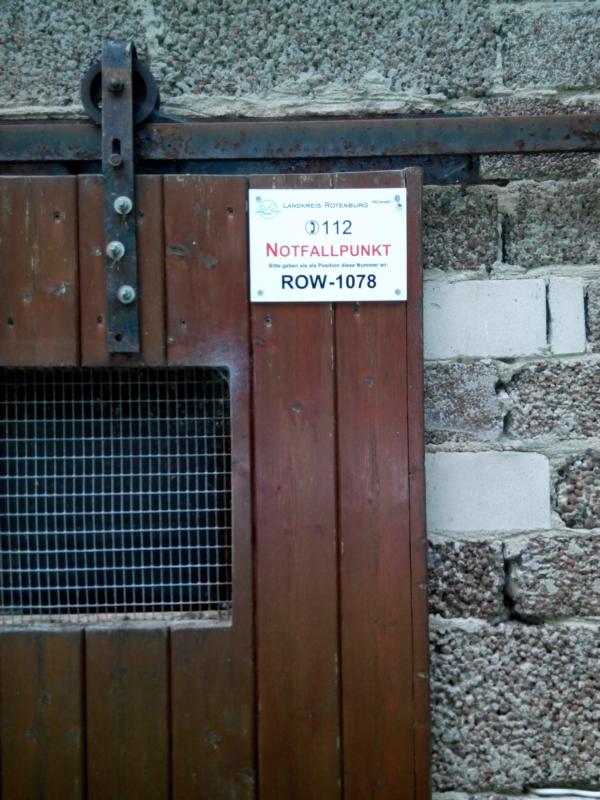 LANDKREIS ROTENBURG (WÜMME)
112
NOTFALLPUNKT
Bitte geben sie als Position diese Nummer an:
ROW-1078